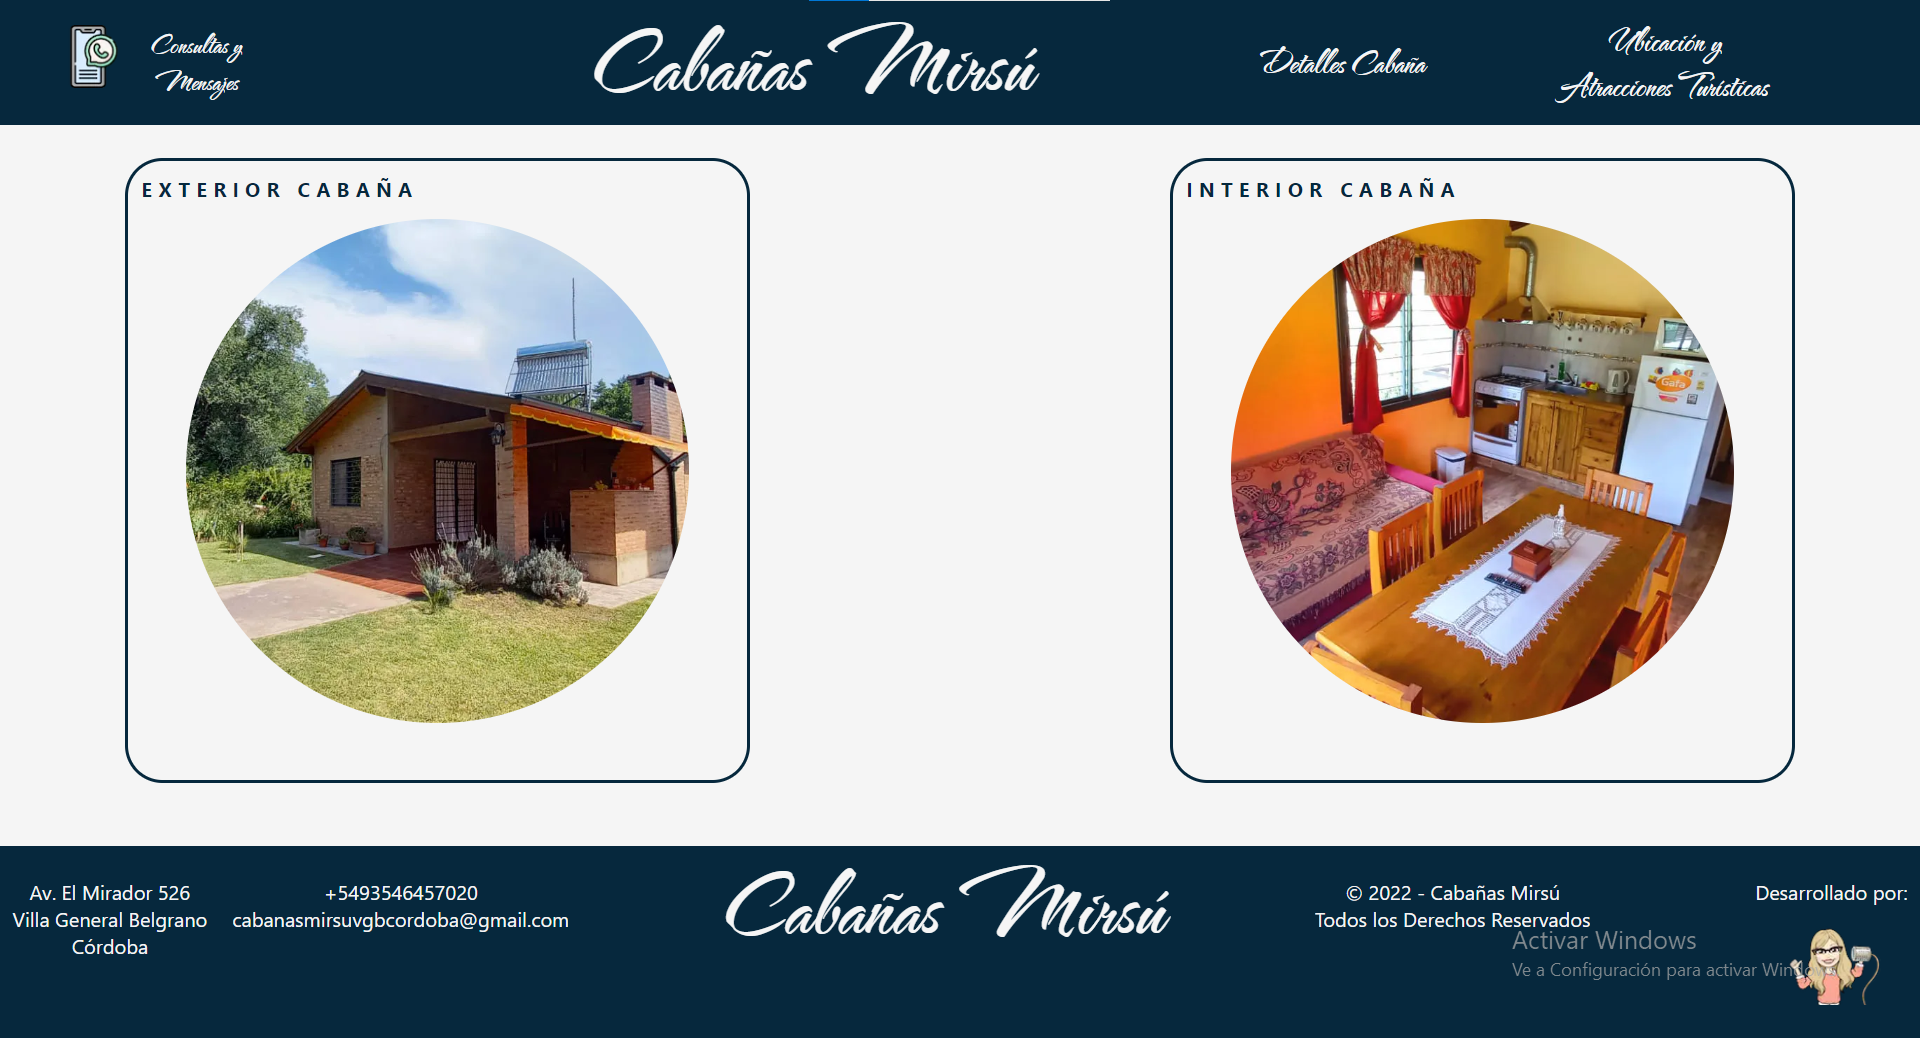 Consultas y
Mensajes
Cabañas Mirsú
Detalles Cabaña
Ubicación y
Atracciones Turísticas
EXTERIOR CABAÑA
INTERIOR CABAÑA
Gafa
Av. El Mirador 526
Villa General Belgrano
Córdoba
+5493546457020
cabanasmirsuvgbcordoba@gmail.com
Cabañas Mirsú
© 2022 - Cabañas Mirsú
Todos los Derechos Reservados
Desarrollado por:
Activar Windows
Ve a Configuración para activar Windows